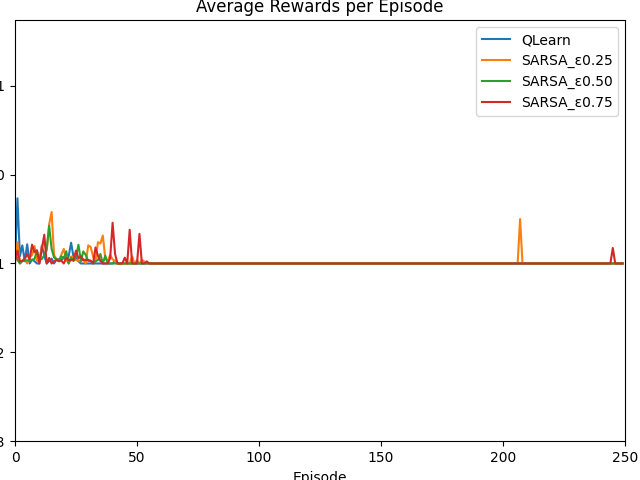 Average Rewards per Episode
QLearn
SARSA_ε0.25
SARSA_ε0.50
SARSA_ε0.75
1
0
1
2
3
0 50 100 150 200 250
Episode